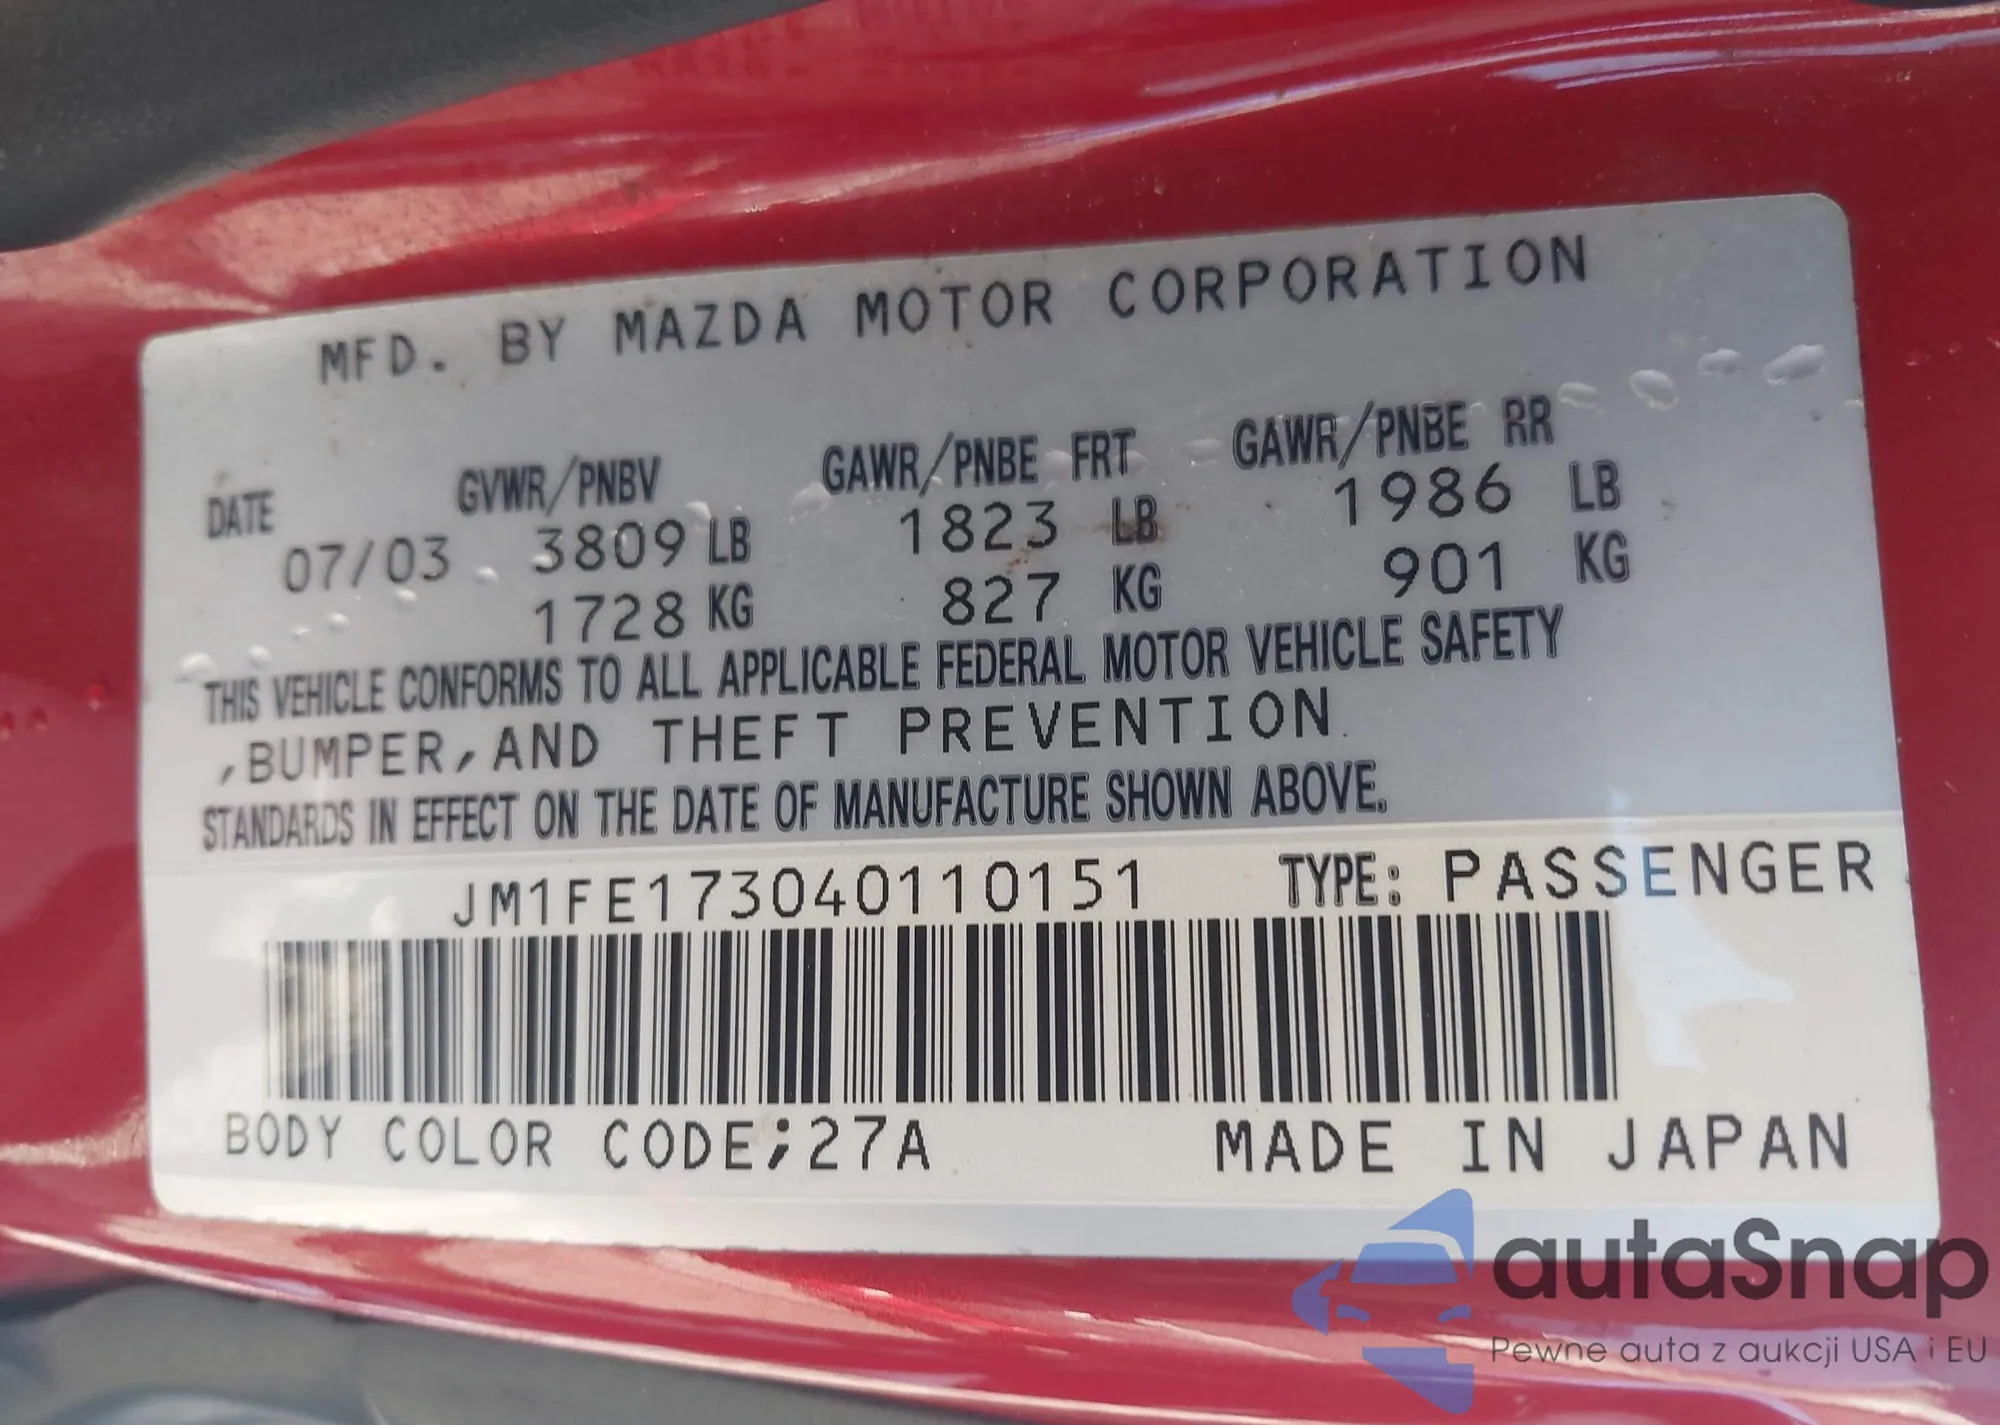 MFD. BY MAZDA MOTOR CORPORATION
DATE GVWR/PNBV GAWR/PNBE FRT GAWR/PNBE RR
07/03 3809 LB 1823 LB 1986 LB
1728 KG 827 KG 901 KG
THIS VEHICLE CONFORMS TO ALL APPLICABLE FEDERAL MOTOR VEHICLE SAFETY
,BUMPER,AND THEFT PREVENTION
STANDARDS IN EFFECT ON THE DATE OF MANUFACTURE SHOWN ABOVE.
JM1FE173040110151 TYPE: PASSENGER
BODY COLOR CODE;27A MADE IN JAPAN
autaSnap
Pewne auta z aukcji USA i EU